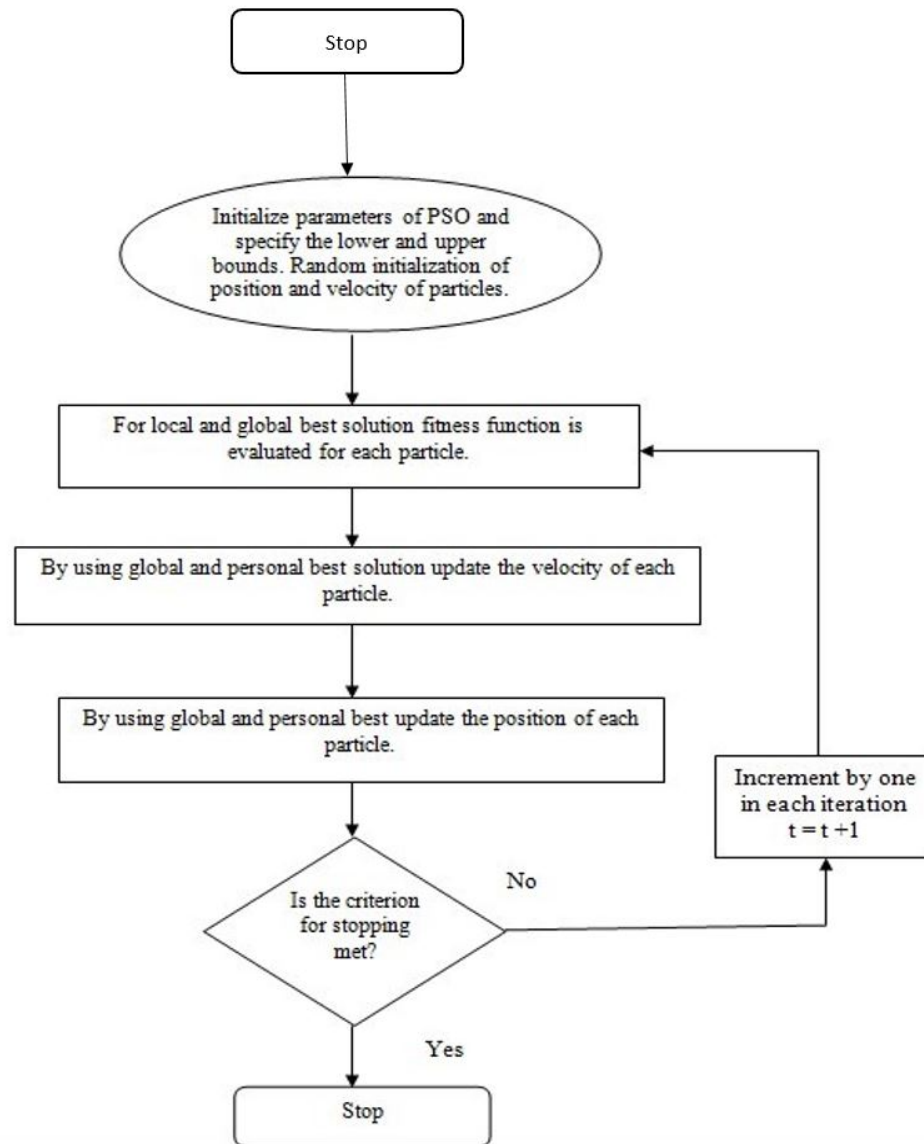 Stop
Initialize parameters of PSO and
specify the lower and upper
bounds. Random initialization of
position and velocity of particles.
For local and global best solution fitness function is
evaluated for each particle.
By using global and personal best solution update the velocity of each
particle.
By using global and personal best update the position of each
particle.
Increment by one
in each iteration
t = t +1
No
Is the criterion
for stopping
met?
Yes
Stop